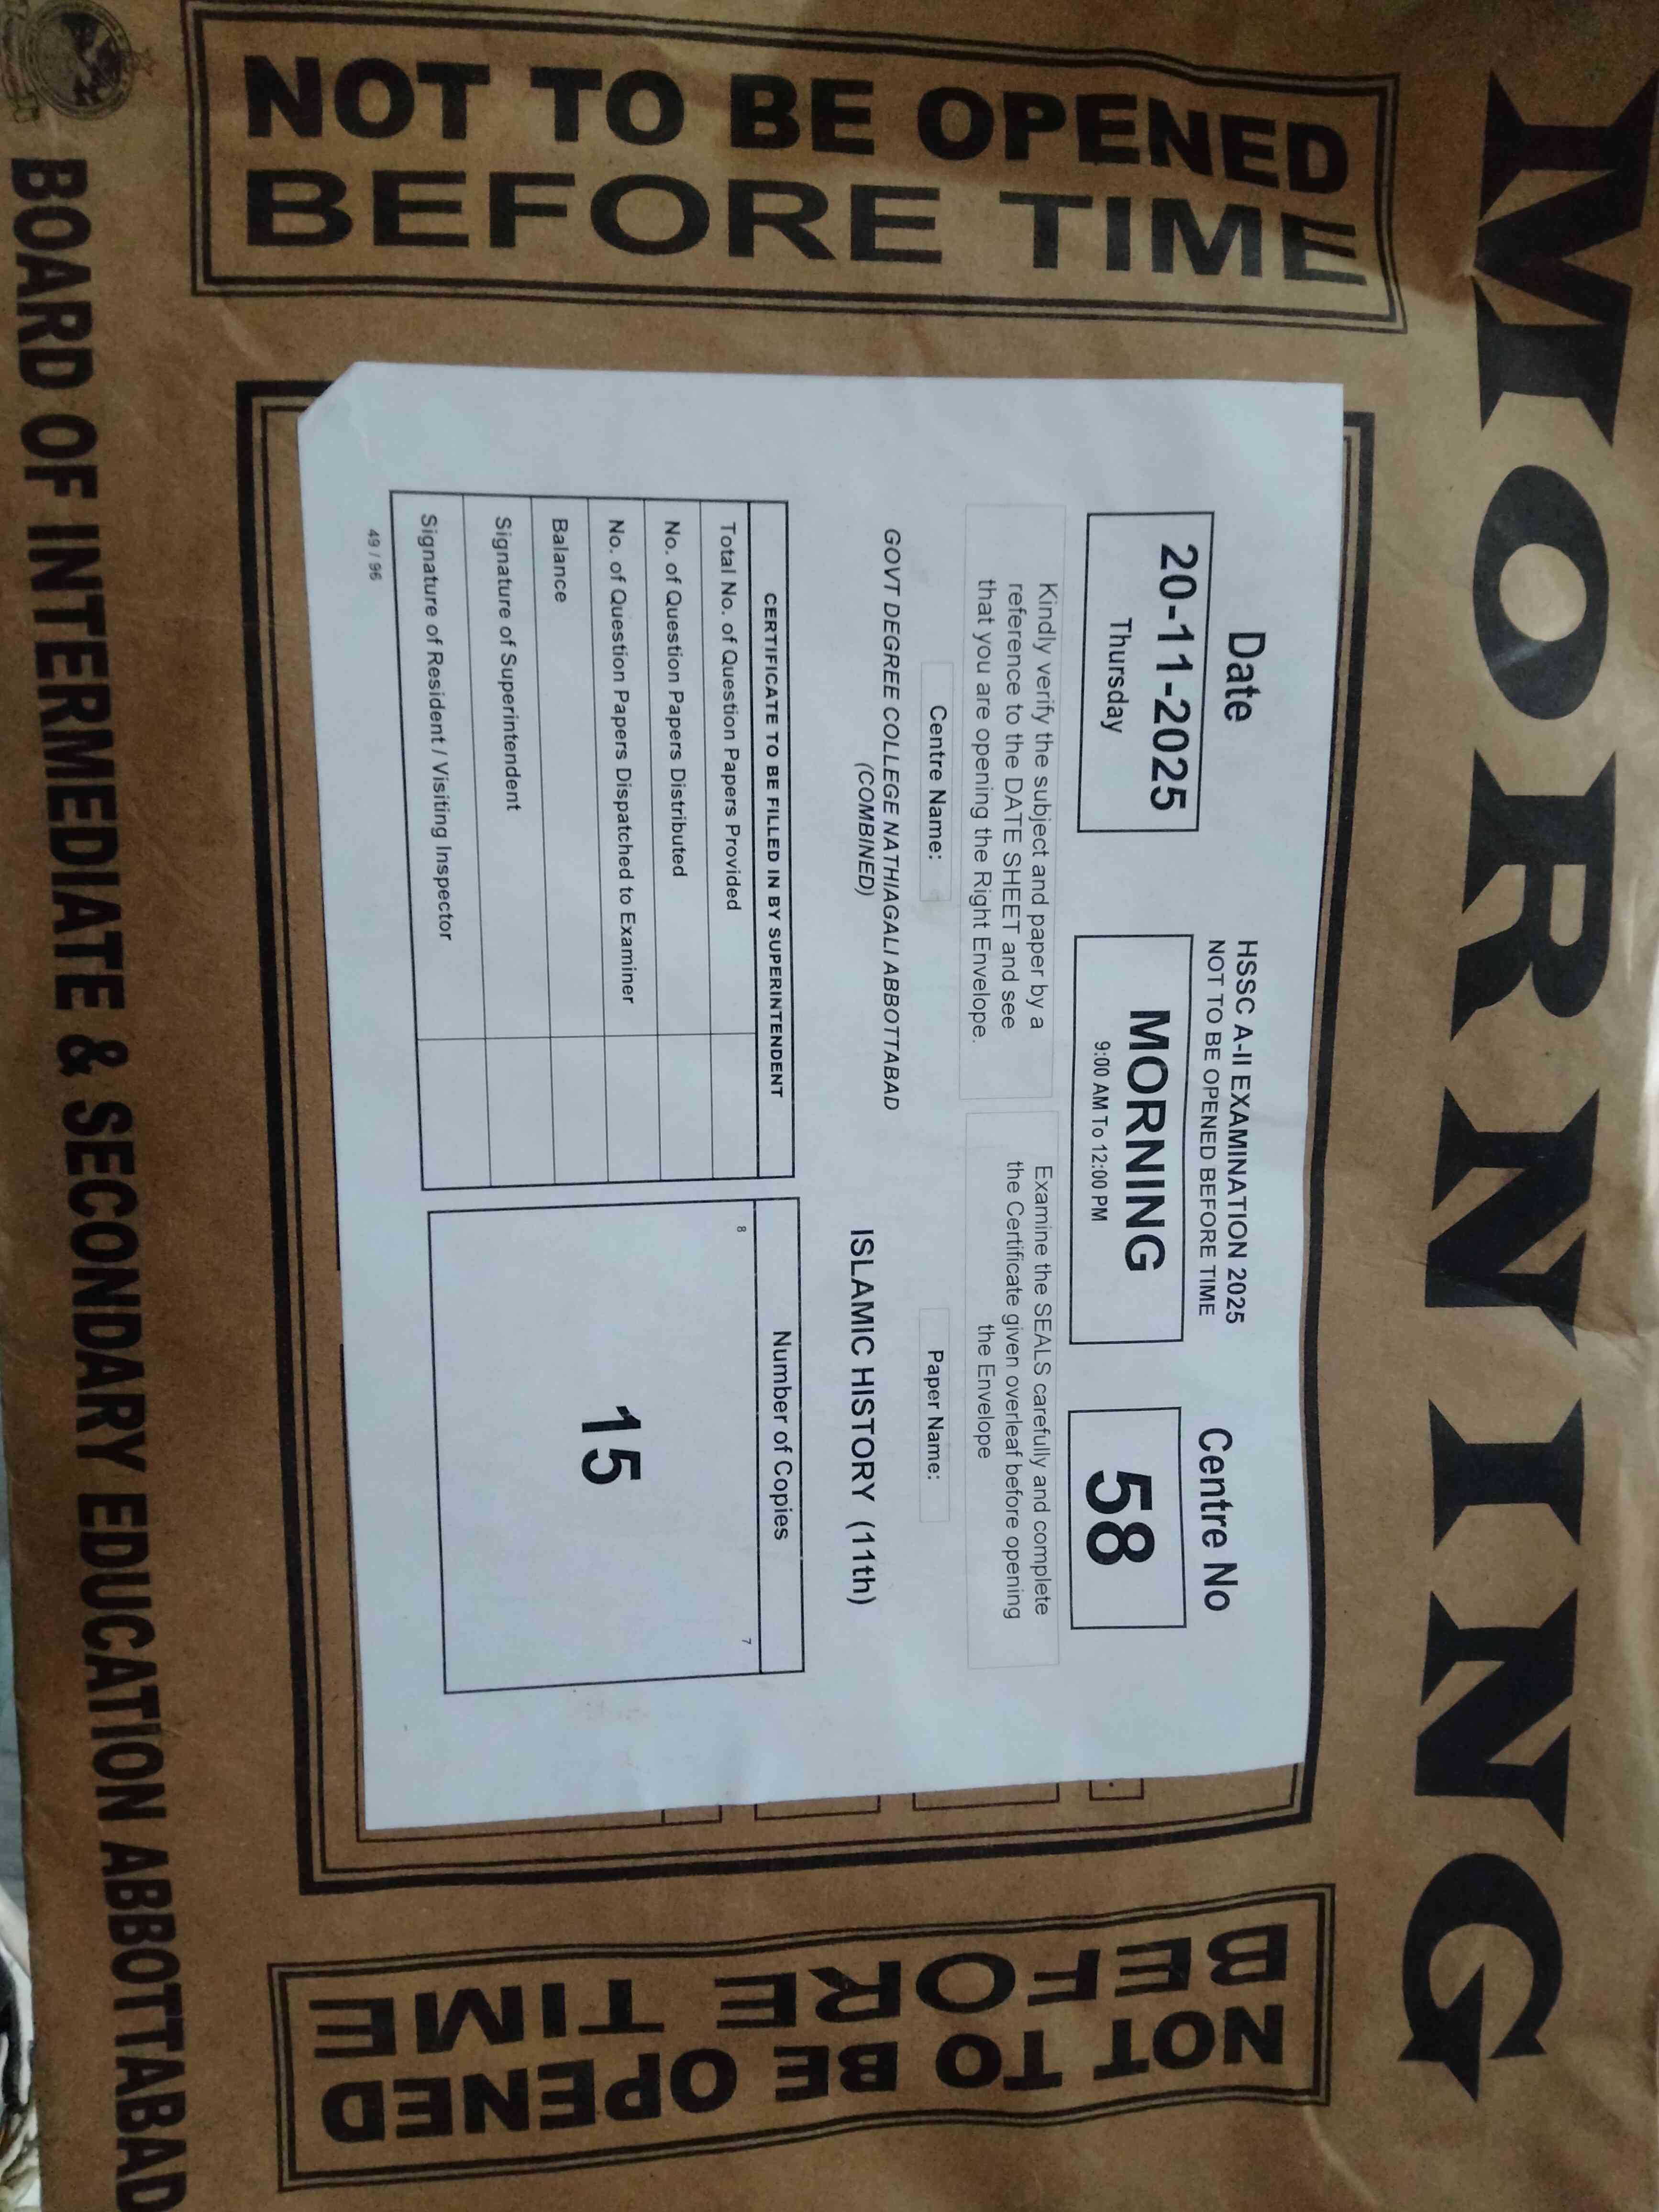 MORNING
NOT TO BE OPENED
BEFORE TIME
Date
20-11-2025
Thursday
HSSC A-II EXAMINATION 2025
NOT TO BE OPENED BEFORE TIME
MORNING
9:00 AM To 12:00 PM
Centre No
58
Kindly verify the subject and paper by a
reference to the DATE SHEET and see
that you are opening the Right Envelope.
Examine the SEALS carefully and complete
the Certificate given overleaf before opening
the Envelope
Centre Name:
GOVT DEGREE COLLEGE NATHIAGALI ABBOTTABAD
(COMBINED)
Paper Name:
ISLAMIC HISTORY (11th)
CERTIFICATE TO BE FILLED IN BY SUPERINTENDENT
Total No. of Question Papers Provided
No. of Question Papers Distributed
No. of Question Papers Dispatched to Examiner
Balance
Signature of Superintendent
Signature of Resident / Visiting Inspector
Number of Copies
8
7
15
49 / 96
NOT TO BE OPENED
BEFORE TIME
BOARD OF INTERMEDIATE & SECONDARY EDUCATION ABBOTTABAD